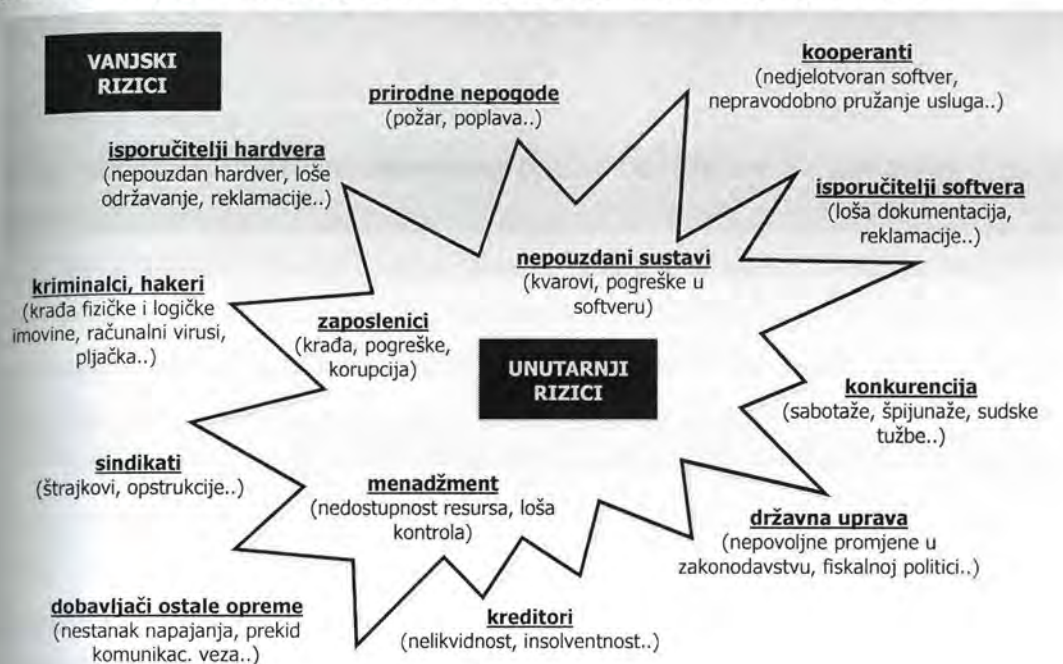 VANJSKI
RIZICI
kooperanti
(nedjelotvoran softver,
nepravodobno pružanje usluga..)
prirodne nepogode
(požar, poplava..)
isporučitelji hardvera
(nepouzdan hardver, loše
održavanje, reklamacije..)
isporučitelji softvera
(loša dokumentacija,
reklamacije..)
nepouzdani sustavi
(kvarovi, pogreške u
softveru)
kriminalci, hakeri
(krađa fizičke i logičke
imovine, računalni virusi,
pljačka..)
zaposlenici
(krađa, pogreške,
korupcija)
UNUTARNJI
RIZICI
konkurencija
(sabotaže, špijunaže, sudske
tužbe..)
sindikati
(štrajkovi, opstrukcije..)
menadžment
(nedostupnost resursa, loša
kontrola)
državna uprava
(nepovoljne promjene u
zakonodavstvu, fiskalnoj politici..)
dobavljači ostale opreme
(nestanak napajanja, prekid
komunikac. veza..)
kreditori
(nelikvidnost, insolventnost..)